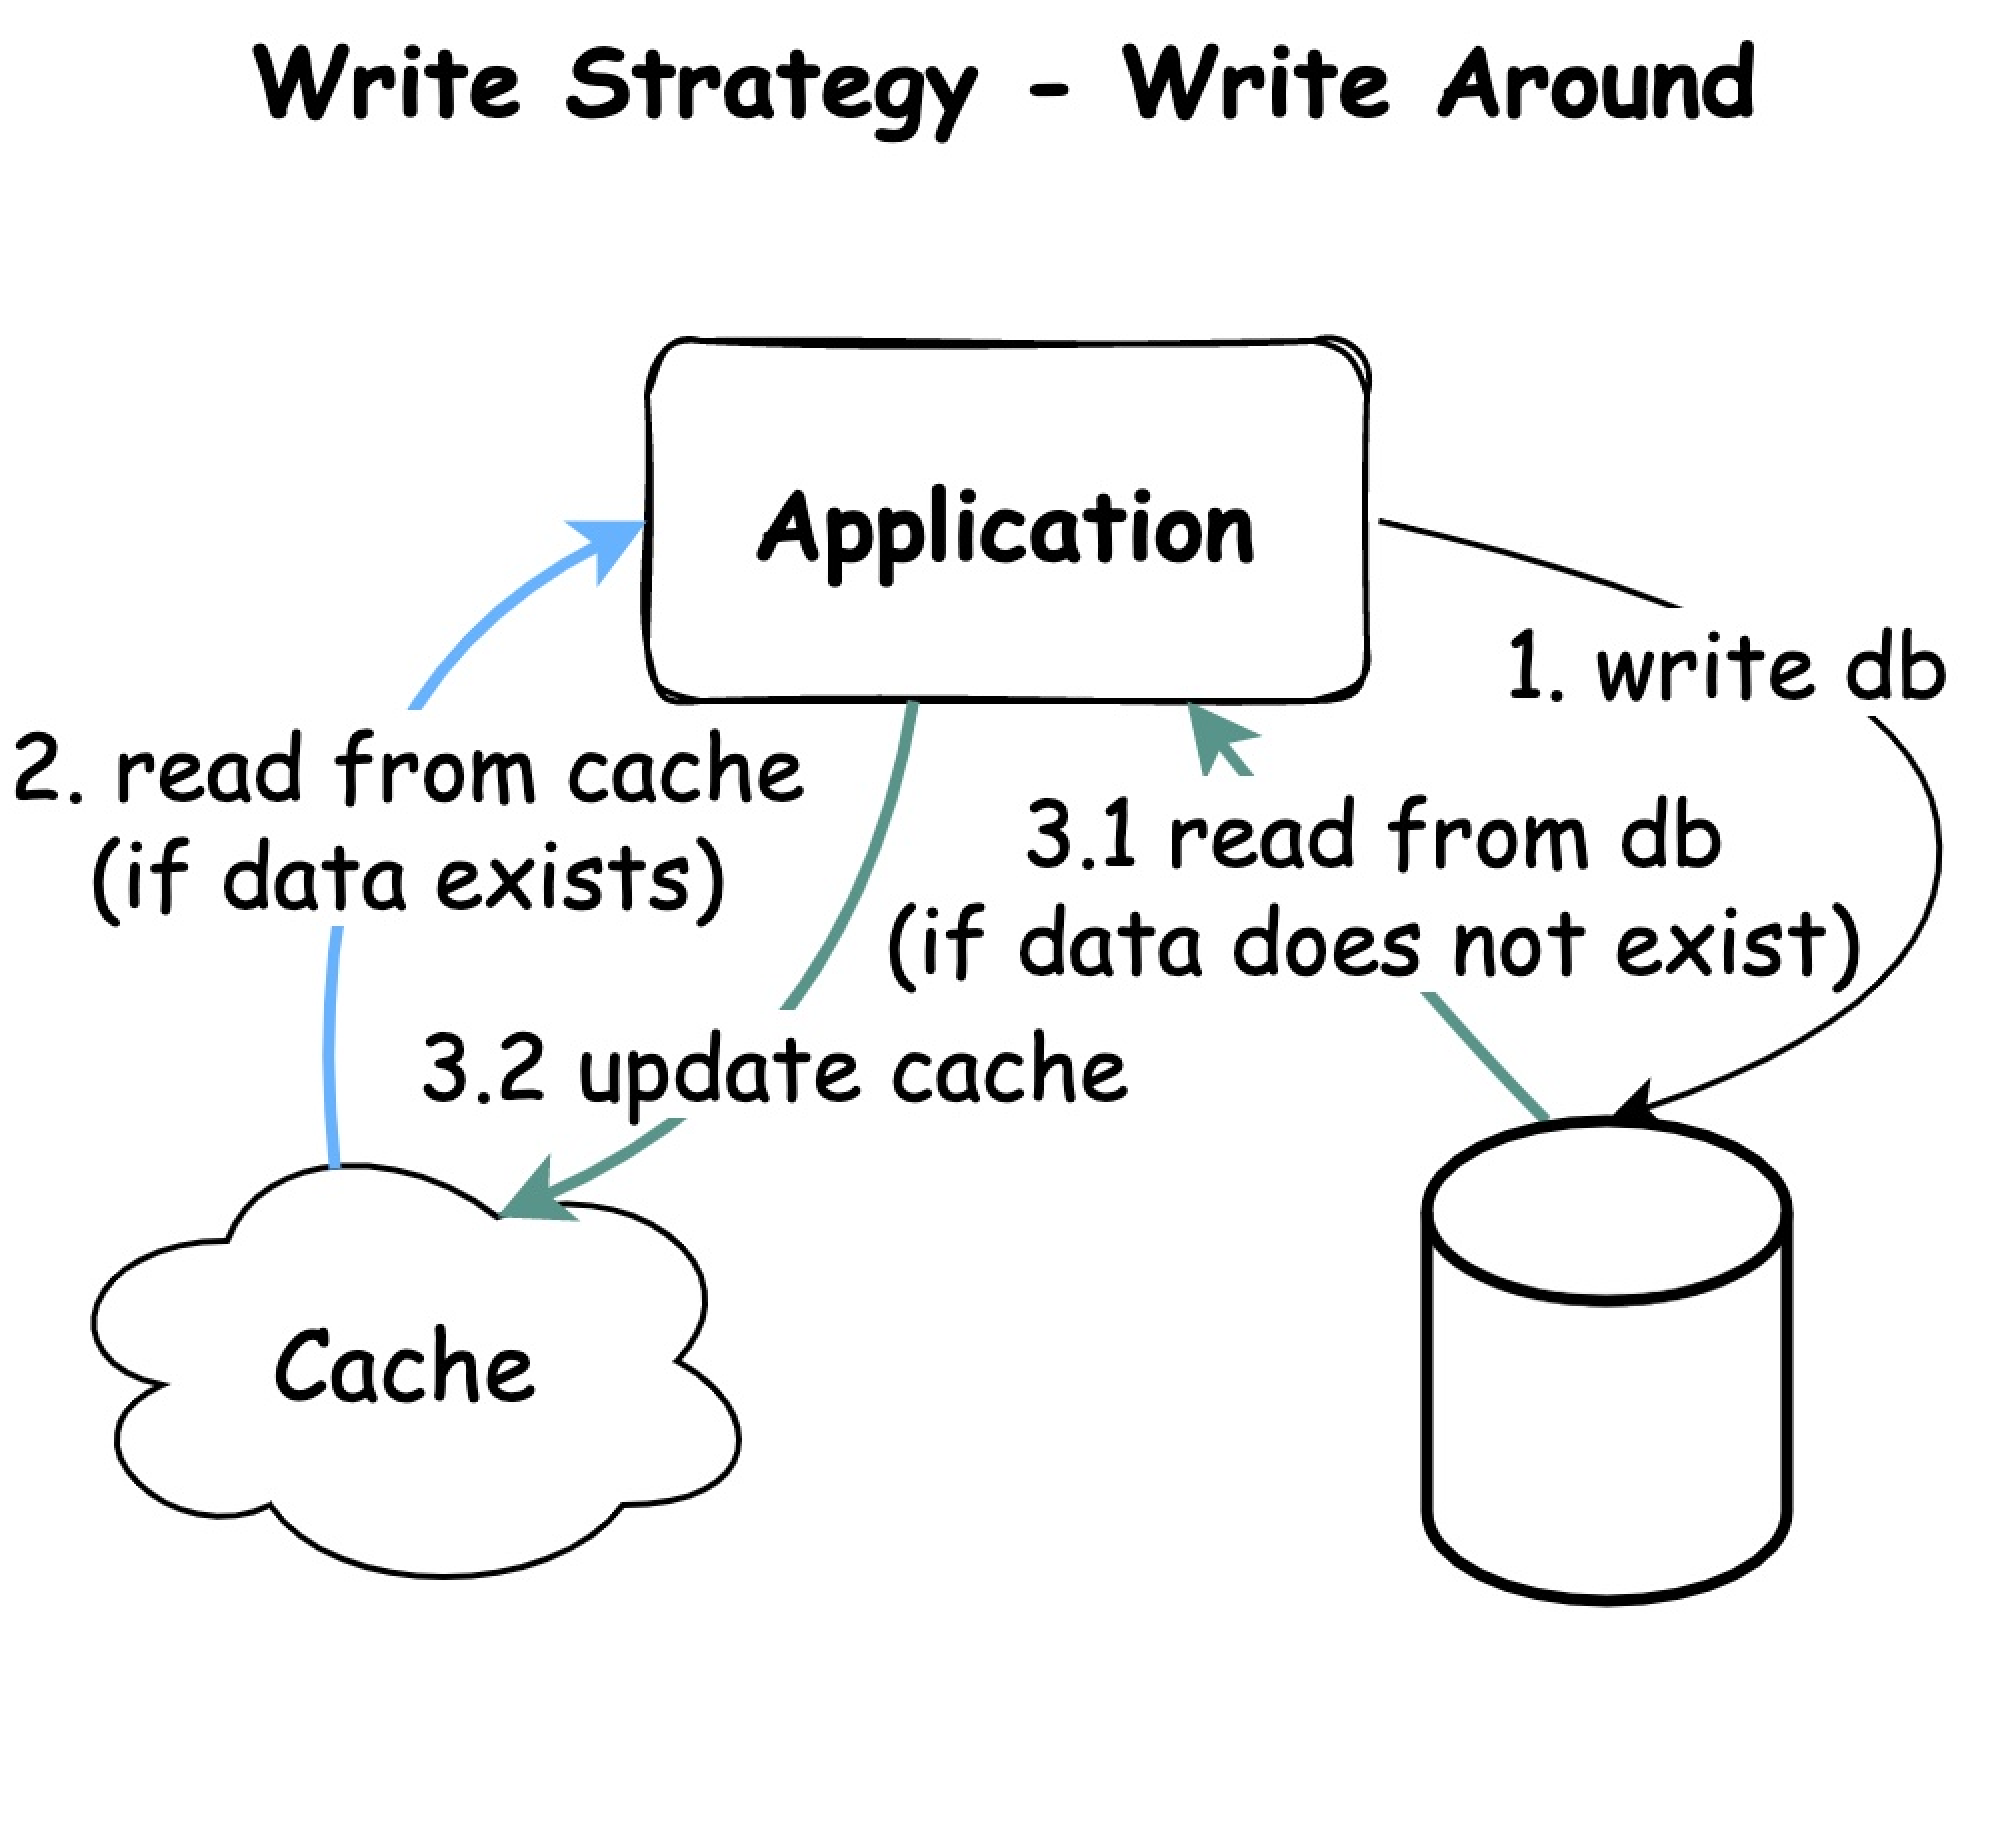 Write Strategy - Write Around
Application
1. write db
2. read from cache
(if data exists)
3.1 read from db
(if data does not exist)
3.2 update cache
Cache